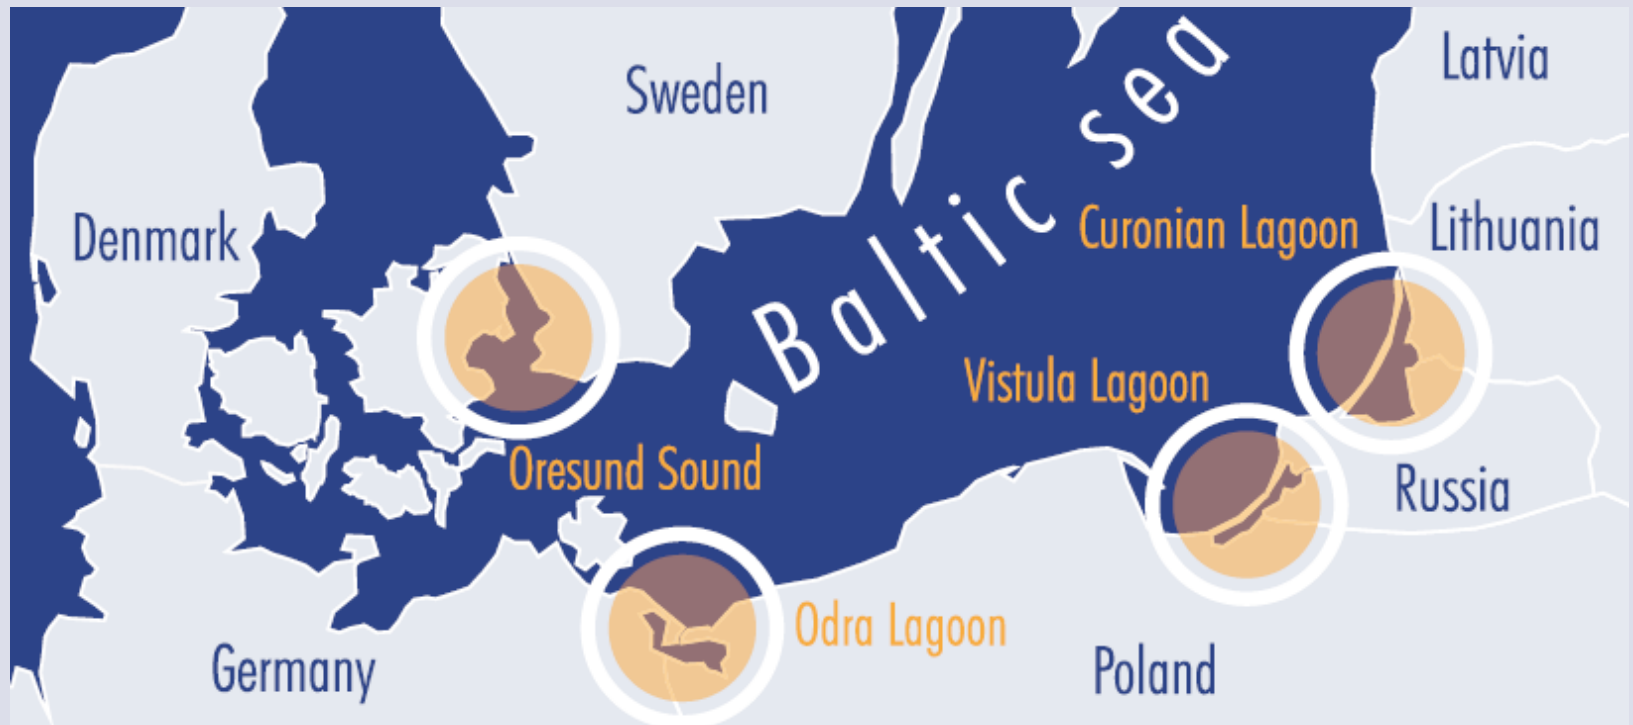 Latvia
Sweden
Baltic sea
Denmark
Curonian Lagoon
Lithuania
Vistula Lagoon
Oresund Sound
Russia
Odra Lagoon
Germany
Poland